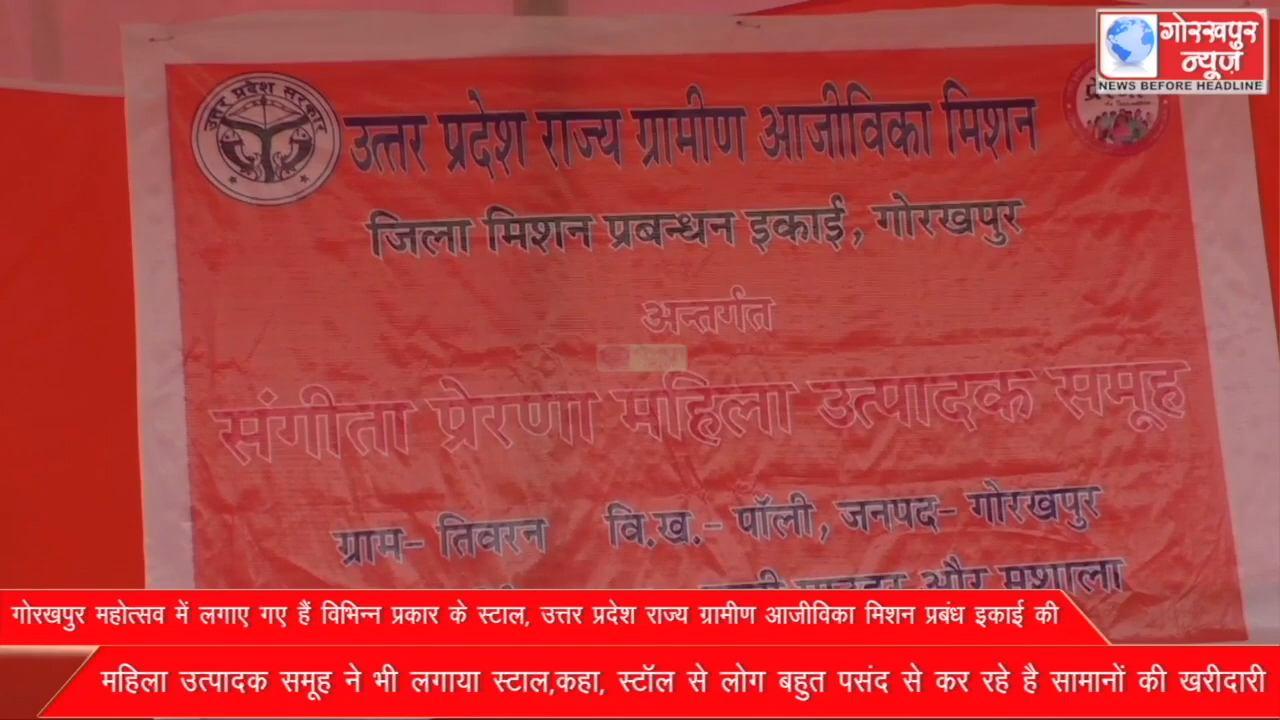 गोरखपुर
न्यूज़
NEWS BEFORE HEADLINE
उत्तर प्रदेश सरकार
उत्तर प्रदेश राज्य ग्रामीण आजीविका मिशन
जिला मिशन प्रबन्धन इकाई, गोरखपुर
अन्तर्गत
संगीता प्रेरणा महिला उत्पादक समूह
ग्राम- तिवरन वि.ख.- पॉली, जनपद- गोरखपुर
और मशाला
गोरखपुर महोत्सव में लगाए गए हैं विभिन्न प्रकार के स्टाल, उत्तर प्रदेश राज्य ग्रामीण आजीविका मिशन प्रबंध इकाई की
महिला उत्पादक समूह ने भी लगाया स्टाल,कहा, स्टॉल से लोग बहुत पसंद से कर रहे है सामानों की खरीदारी